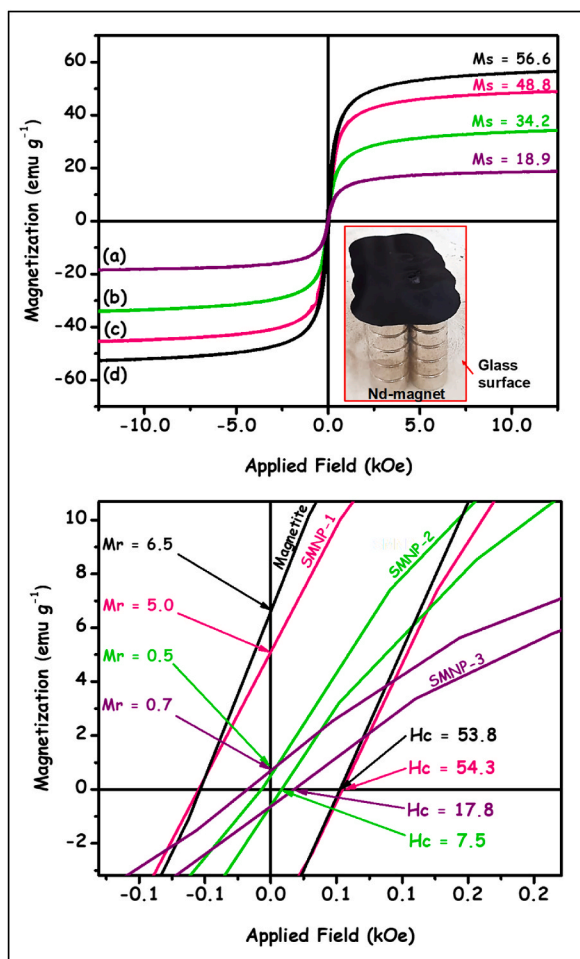 60
Ms = 56.6
Ms = 48.8
40
Ms = 34.2
20
Ms = 18.9
0
(a)
-20
(b)
(c)
-40
(d)
-60
Glass
surface
Nd-magnet
-10.0 -5.0 0.0 5.0 10.0
Applied Field (kOe)
Magnetization (emu g-1)
10
Mr = 6.5
Metite
Magnetite
SMNP-1
SMNP-2
8
Mr = 5.0
6
Mr = 0.5
SMNP-3
4
Mr = 0.7
2
Hc = 53.8
Hc = 54.3
0
Hc = 17.8
-2
Hc = 7.5
-0.1 -0.1 0.0 0.1 0.1 0.2 0.2
Applied Field (kOe)
Magnetization (emu g-1)